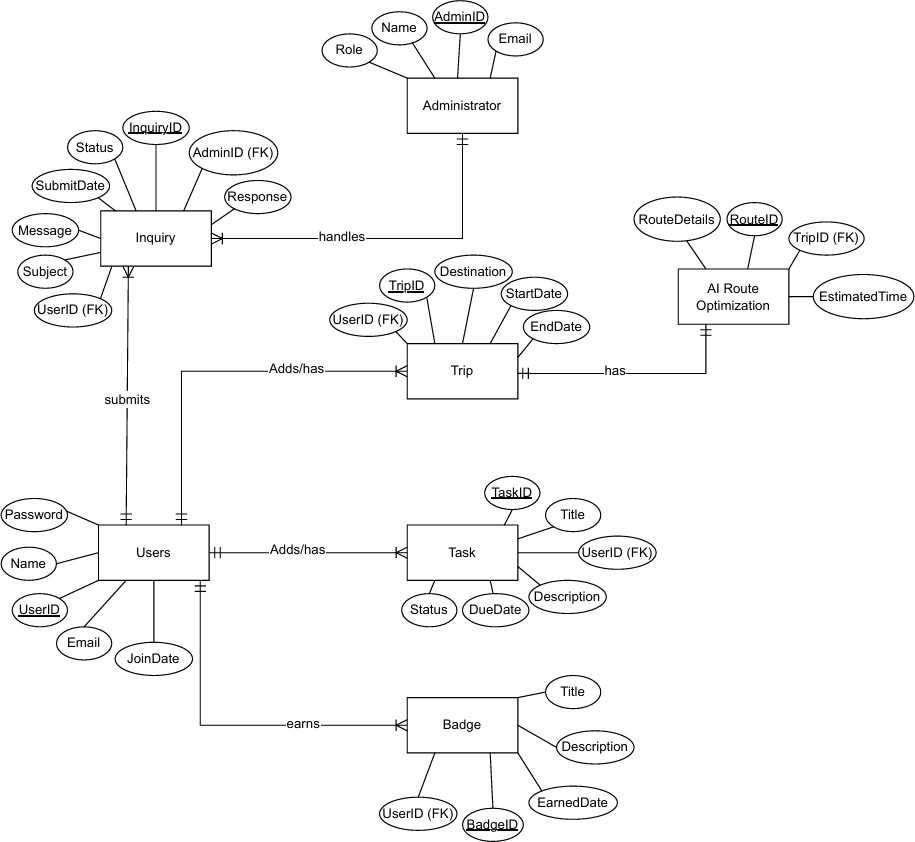 AdminID
Name
Email
Role
Administrator
InquiryID
Status
AdminID (FK)
SubmitDate
Response
Message
Inquiry
handles
Subject
UserID (FK)
RouteDetails
RouteID
TripID (FK)
AI Route
Optimization
EstimatedTime
Destination
TripID
StartDate
UserID (FK)
EndDate
Adds/has
Trip
has
submits
TaskID
Password
Title
Users
Adds/has
Task
UserID (FK)
Name
Description
UserID
Status
DueDate
Email
JoinDate
Title
earns
Badge
Description
EarnedDate
UserID (FK)
BadgeID